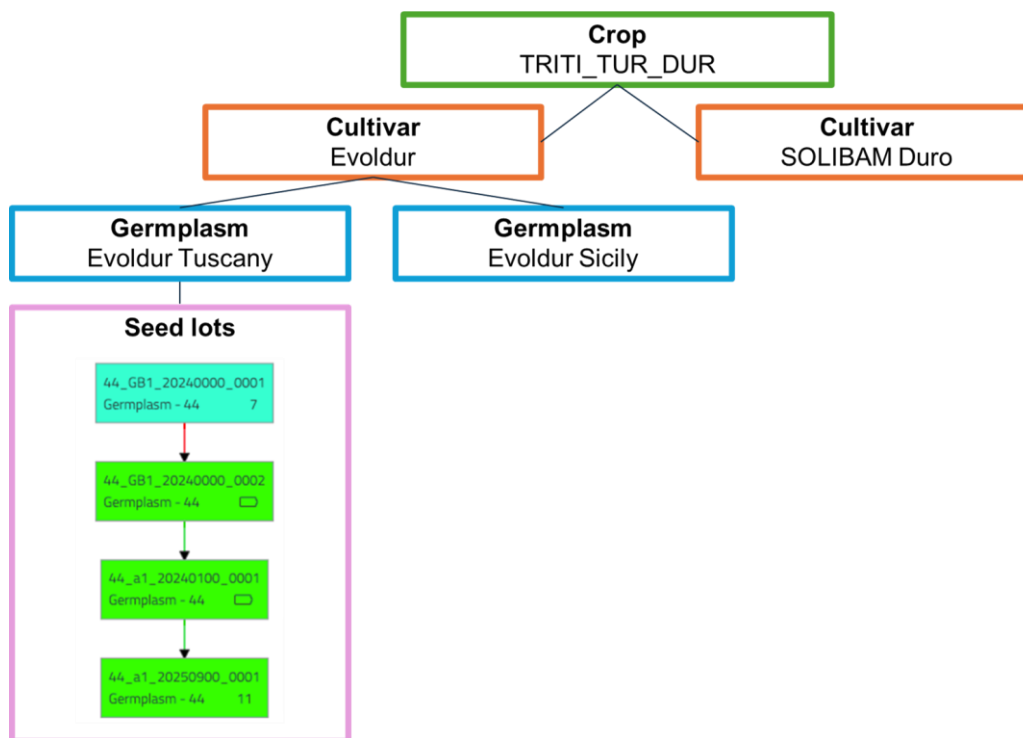 Crop
TRITI_TUR_DUR
Cultivar
Evoldur
Cultivar
SOLIBAM Duro
Germplasm
Evoldur Tuscany
Germplasm
Evoldur Sicily
Seed lots
44_GB1_20240000_0001
Germplasm - 44 7
44_GB1_20240000_0002
Germplasm - 44
44_a1_20240100_0001
Germplasm - 44
44_a1_20250900_0001
Germplasm - 44 11